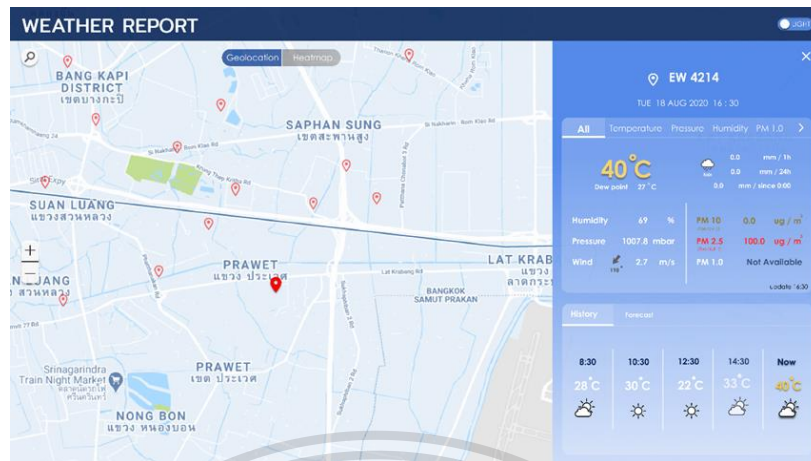 WEATHER REPORT
LIGHT
Geolocation
Heatmap
BANG KAPI
DISTRICT
เขตบางกะปิ
SAPHAN SUNG
เขตสะพานสูง
SUAN LUANG
แขวงสวนหลวง
PRAWET
แขวง ประเวศ
BANGKOK
SAMUT PRAKAN
PRAWET
เขต ประเวศ
Srinagarindra
Train Night Market
NONG BON
แขวง หนองบอน
Lat Krabang Rd
EW 4214
TUE 18 AUG 2020 16 : 30
All Temperature Pressure Humidity PM 1.0
40°C
Dew point 27°C
0.0 mm / 1h
0.0 mm / 24h
0.0 mm / since 0:00
Humidity 69 %
Pressure 1007.8 mbar
Wind 2.7 m/s
PM 10 0.0 ug / m³
PM 2.5 100.0 ug / m³
PM 1.0 Not Available
update 16:30
History Forecast
8:30 10:30 12:30 14:30 Now
28°C 30°C 22°C 33°C 40°C